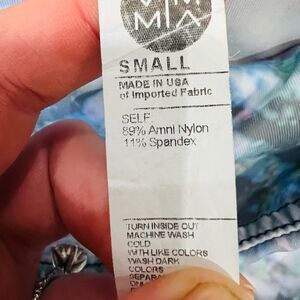 MIA
SMALL
MADE IN USA
of Imported Fabric
SELF
89% Amni Nylon
11% Spandex
TURN INSIDE OUT
MACHINE WASH
COLD
WITH LIKE COLORS
WASH DARK
COLORS